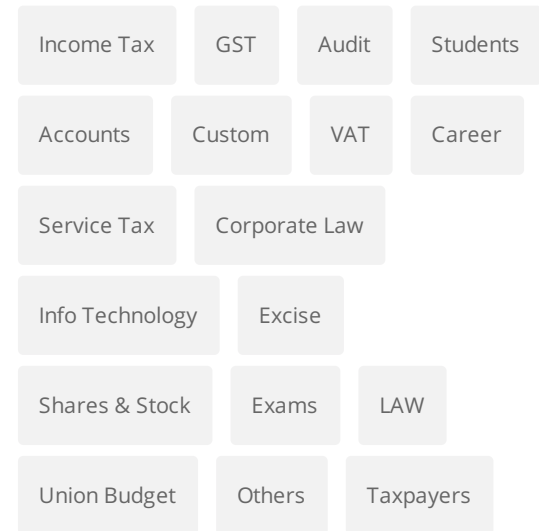 Income Tax GST Audit Students
Accounts Custom VAT Career
Service Tax Corporate Law
Info Technology Excise
Shares & Stock Exams LAW
Union Budget Others Taxpayers